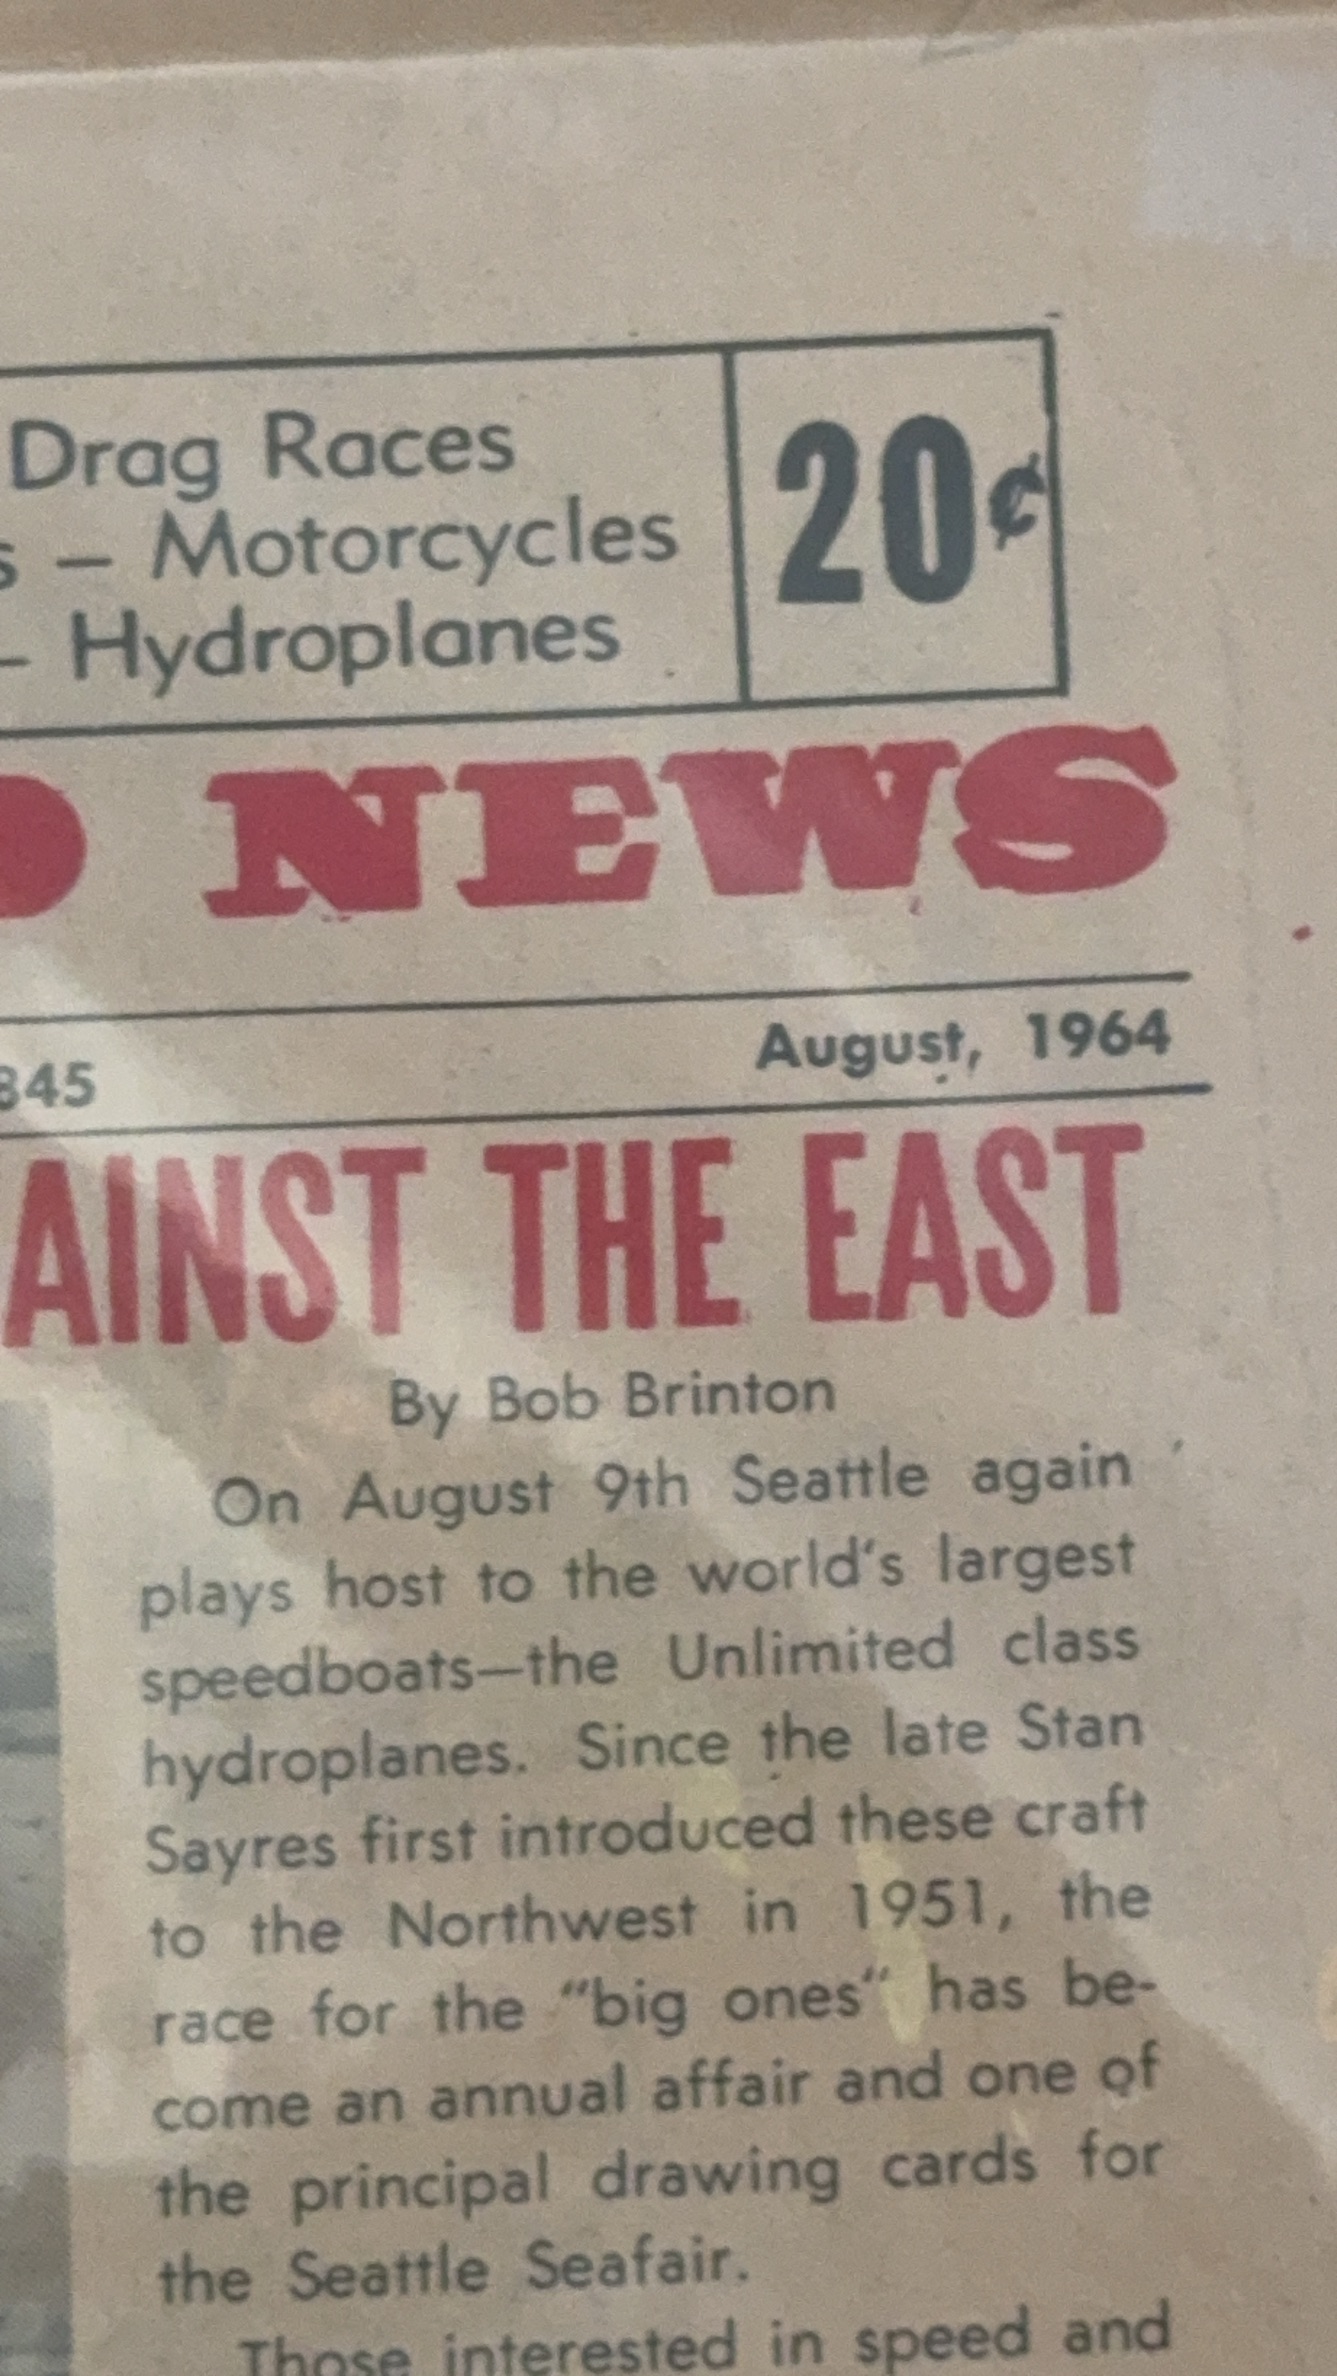 Drag Races
s – Motorcycles
– Hydroplanes
20¢
D NEWS
845
August, 1964
AINST THE EAST
By Bob Brinton
On August 9th Seattle again
plays host to the world's largest
speedboats—the Unlimited class
hydroplanes. Since the late Stan
Sayres first introduced these craft
to the Northwest in 1951, the
race for the "big ones" has be-
come an annual affair and one of
the principal drawing cards for
the Seattle Seafair.
Those interested in speed and